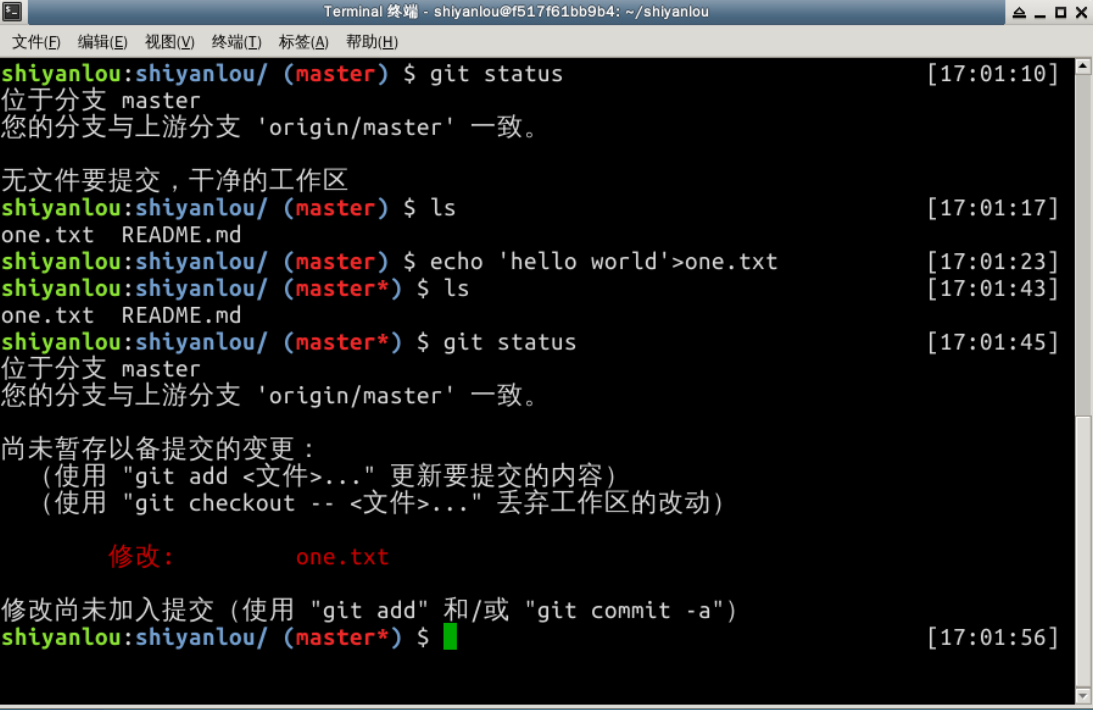 Terminal 终端 - shiyanlou@f517f61bb9b4: ~/shiyanlou
文件(F) 编辑(E) 视图(V) 终端(T) 标签(A) 帮助(H)
shiyanlou:shiyanlou/ (master) $ git status [17:01:10]
位于分支 master
您的分支与上游分支 'origin/master' 一致。
无文件要提交，干净的工作区
shiyanlou:shiyanlou/ (master) $ ls [17:01:17]
one.txt README.md
shiyanlou:shiyanlou/ (master) $ echo 'hello world'>one.txt [17:01:23]
shiyanlou:shiyanlou/ (master*) $ ls [17:01:43]
one.txt README.md
shiyanlou:shiyanlou/ (master*) $ git status [17:01:45]
位于分支 master
您的分支与上游分支 'origin/master' 一致。
尚未暂存以备提交的变更：
（使用 "git add <文件>..." 更新要提交的内容）
（使用 "git checkout -- <文件>..." 丢弃工作区的改动）
修改: one.txt
修改尚未加入提交（使用 "git add" 和/或 "git commit -a"）
shiyanlou:shiyanlou/ (master*) $ [17:01:56]